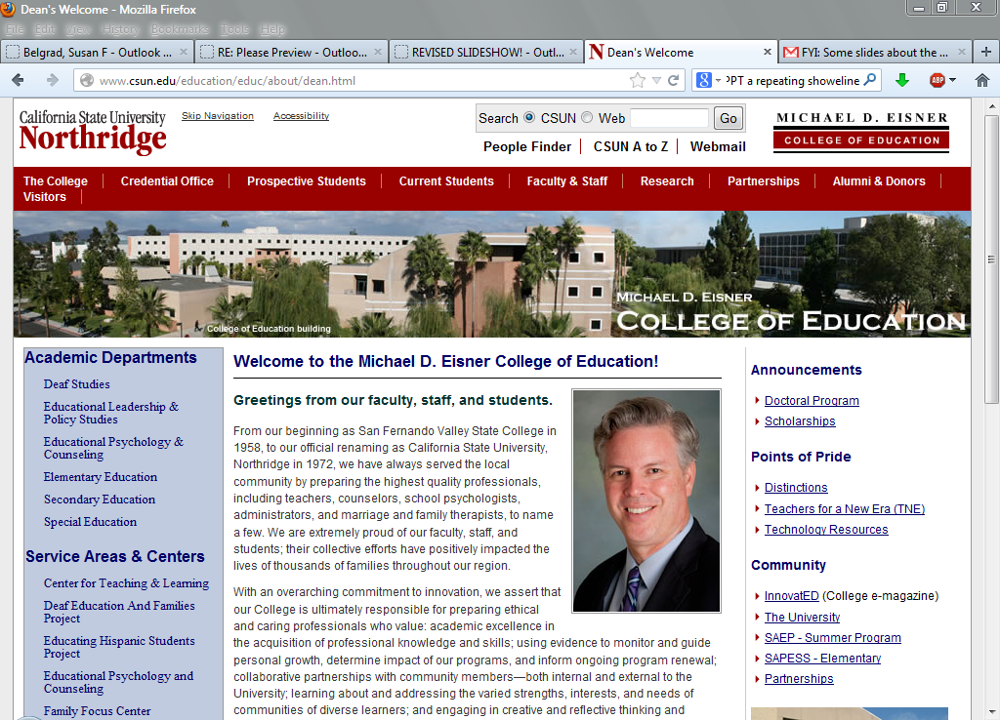 Dean's Welcome - Mozilla Firefox
File Edit View History Bookmarks Tools Help
Belgrad, Susan F - Outlook ... × RE: Please Preview - Outloo... × REVISED SLIDESHOW! - Outl... × Dean's Welcome × FYI: Some slides about the ... × +
www.csun.edu/education/educ/about/dean.html PPT a repeating showeline ABP
California State University
Northridge
Skip Navigation Accessibility
Search CSUN Web Go
People Finder CSUN A to Z Webmail
MICHAEL D. EISNER
COLLEGE OF EDUCATION
The College Credential Office Prospective Students Current Students Faculty & Staff Research Partnerships Alumni & Donors
Visitors
College of Education building
MICHAEL D. EISNER
COLLEGE OF EDUCATION
Academic Departments
Deaf Studies
Educational Leadership &
Policy Studies
Educational Psychology &
Counseling
Elementary Education
Secondary Education
Special Education
Service Areas & Centers
Center for Teaching & Learning
Deaf Education And Families
Project
Educating Hispanic Students
Project
Educational Psychology and
Counseling
Family Focus Center
Welcome to the Michael D. Eisner College of Education!
Greetings from our faculty, staff, and students.
From our beginning as San Fernando Valley State College in
1958, to our official renaming as California State University,
Northridge in 1972, we have always served the local
community by preparing the highest quality professionals,
including teachers, counselors, school psychologists,
administrators, and marriage and family therapists, to name
a few. We are extremely proud of our faculty, staff, and
students; their collective efforts have positively impacted the
lives of thousands of families throughout our region.
With an overarching commitment to innovation, we assert that
our College is ultimately responsible for preparing ethical
and caring professionals who value: academic excellence in
the acquisition of professional knowledge and skills; using evidence to monitor and guide
personal growth, determine impact of our programs, and inform ongoing program renewal;
collaborative partnerships with community members—both internal and external to the
University; learning about and addressing the varied strengths, interests, and needs of
communities of diverse learners; and engaging in creative and reflective thinking and
Announcements
Doctoral Program
Scholarships
Points of Pride
Distinctions
Teachers for a New Era (TNE)
Technology Resources
Community
InnovatED (College e-magazine)
The University
SAEP - Summer Program
SAPESS - Elementary
Partnerships